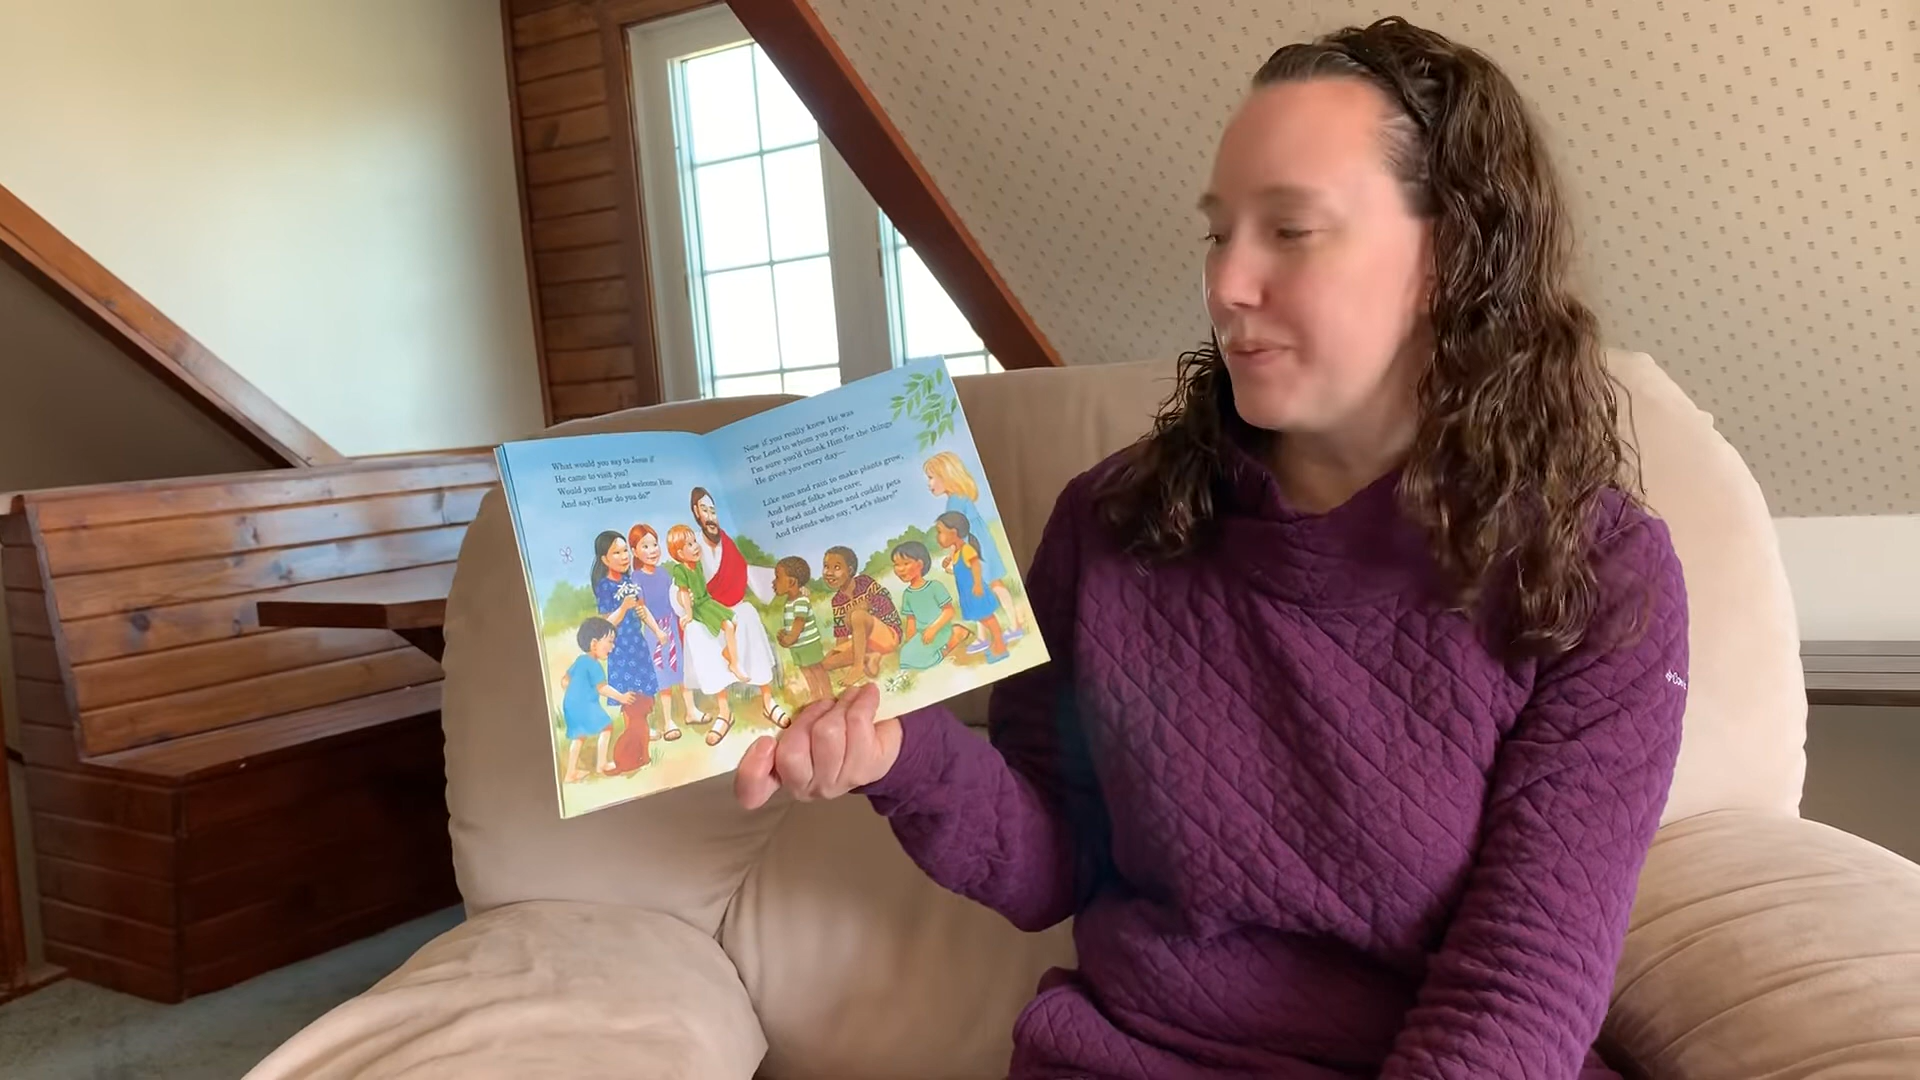 What would you say to Jesus if
He came to visit you?
Would you smile and welcome Him
And say, "How do you do?"
Now if you really knew He was
The Lord to whom you pray,
I'm sure you'd thank Him for the things
He gives you every day—
Like sun and rain to make plants grow,
And loving folks who care;
For food and clothes and cuddly pets
And friends who say, "Let's share!"